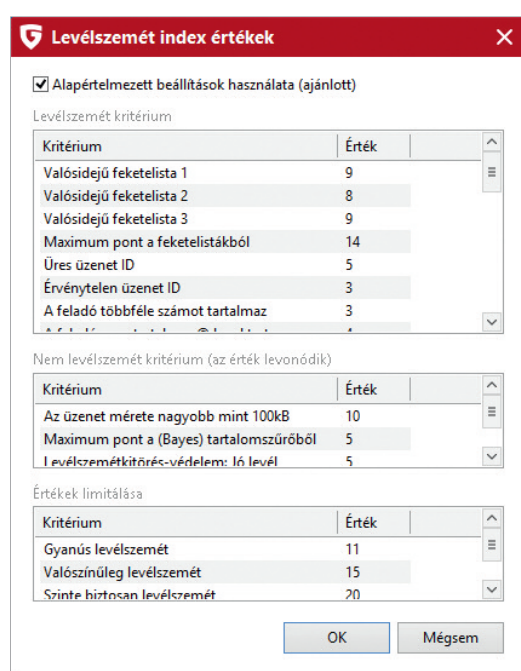 Levélszemét index értékek
Alapértelmezett beállítások használata (ajánlott)
Levélszemét kritérium
Kritérium Érték
Valósidejű feketelista 1 9
Valósidejű feketelista 2 8
Valósidejű feketelista 3 9
Maximum pont a feketelistákból 14
Üres üzenet ID 5
Érvénytelen üzenet ID 3
A feladó többféle számot tartalmaz 3
Nem levélszemét kritérium (az érték levonódik)
Kritérium Érték
Az üzenet mérete nagyobb mint 100kB 10
Maximum pont a (Bayes) tartalomszűrőből 5
Levélszemétkitörés-védelem: Jó levél 5
Értékek limitálása
Kritérium Érték
Gyanús levélszemét 11
Valószínűleg levélszemét 15
Szinte biztosan levélszemét 20
OK Mégsem